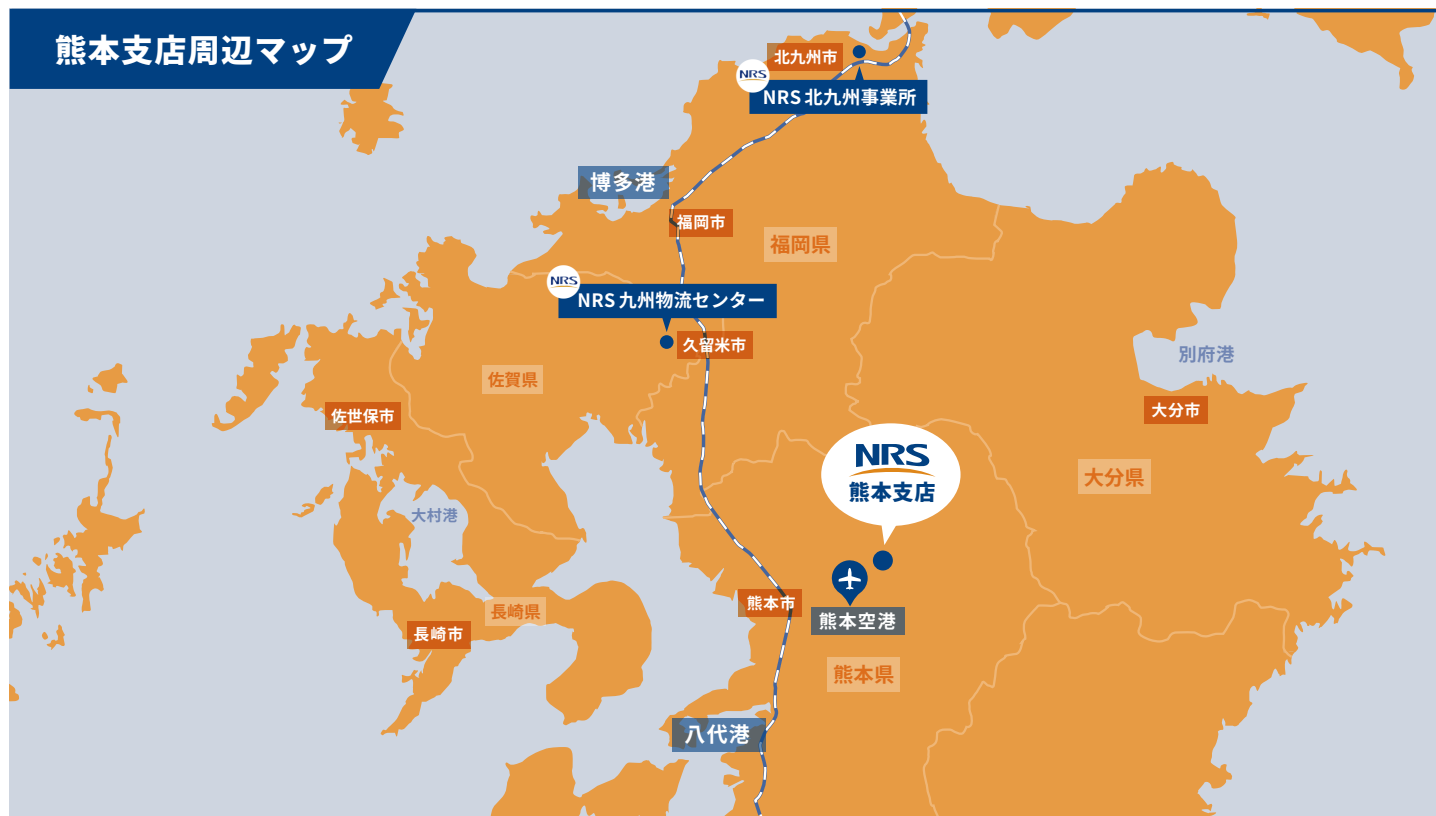 熊本支店周辺マップ
北九州市
NRS
NRS 北九州事業所
博多港
福岡市
福岡県
NRS
NRS 九州物流センター
久留米市
別府港
佐賀県
佐世保市
大分市
NRS
熊本支店
大分県
大村港
熊本市
長崎県
熊本空港
長崎市
熊本県
八代港